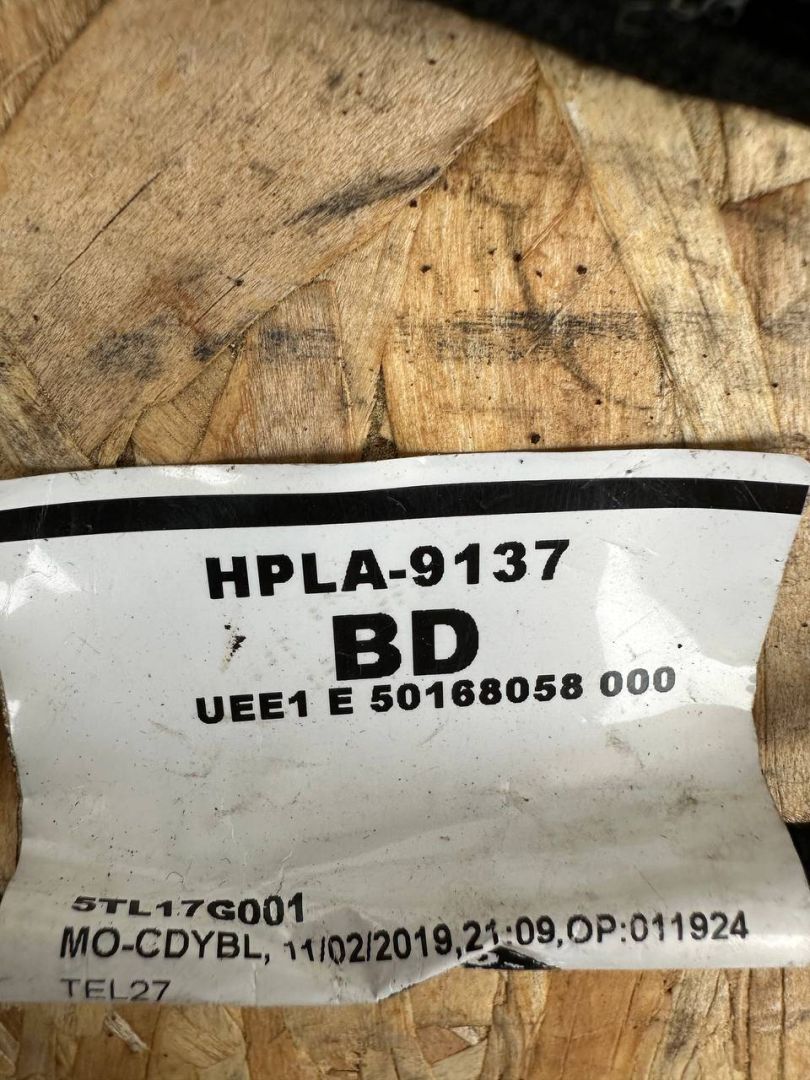 HPLA-9137
BD
UEE1 E 50168058 000
5TL17G001
MO-CDYBL, 11/02/2019,21:09,OP:011924
TEL27